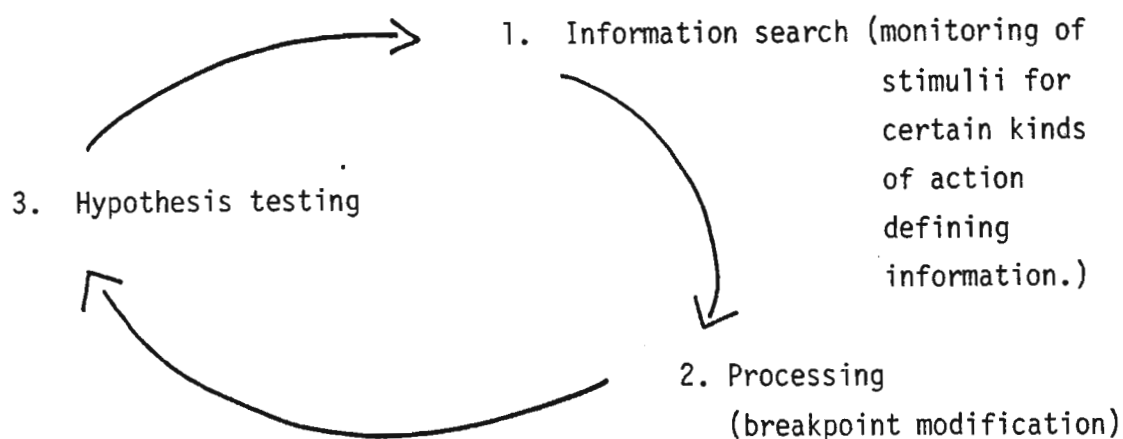 1. Information search (monitoring of
stimulii for
certain kinds
of action
defining
information.)
3. Hypothesis testing
2. Processing
(breakpoint modification)